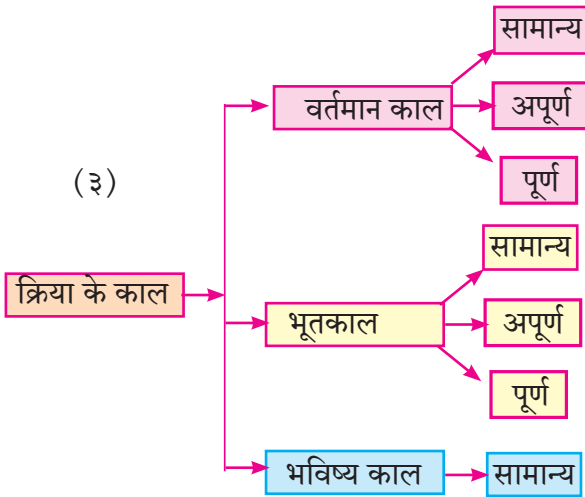 (३)
क्रिया के काल
वर्तमान काल
सामान्य
अपूर्ण
पूर्ण
भूतकाल
सामान्य
अपूर्ण
पूर्ण
भविष्य काल
सामान्य